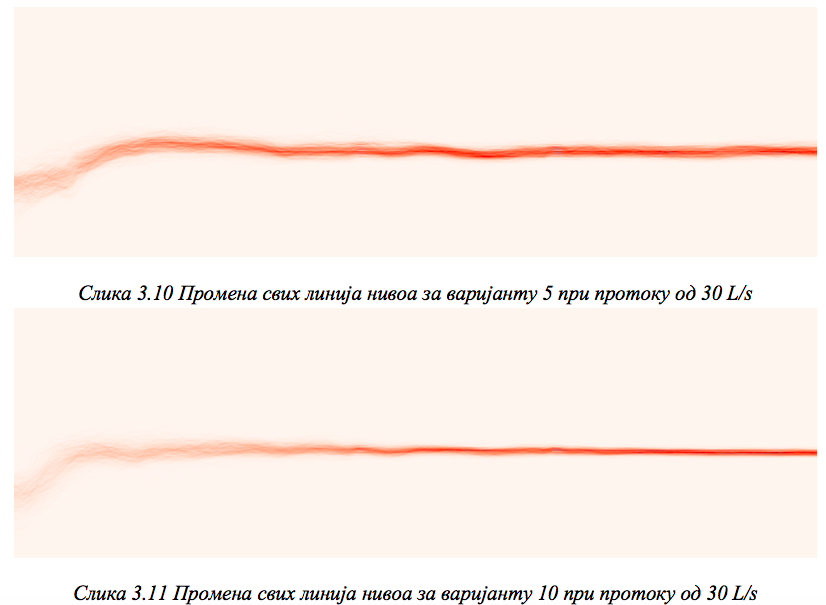 Слика 3.10 Промена свих линија нивоа за варијанту 5 при протоку од 30 L/s
Слика 3.11 Промена свих линија нивоа за варијанту 10 при протоку од 30 L/s